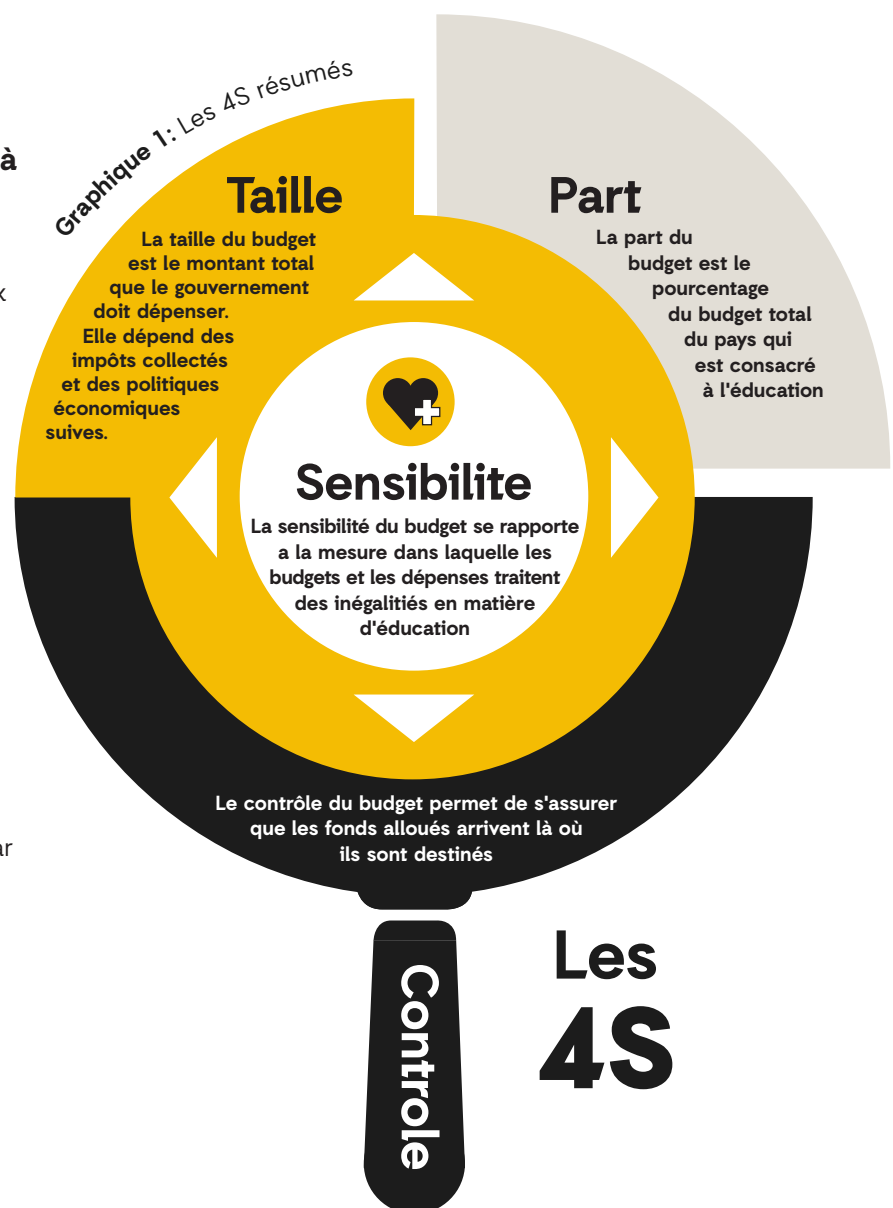 à
x
ar
Graphique 1: Les 4S résumés
Taille
La taille du budget
est le montant total
que le gouvernement
doit dépenser.
Elle dépend des
impôts collectés
et des politiques
économiques
suives.
Part
La part du
budget est le
pourcentage
du budget total
du pays qui
est consacré
à l'éducation
Sensibilite
La sensibilité du budget se rapporte
a la mesure dans laquelle les
budgets et les dépenses traitent
des inégalitiés en matière
d'éducation
Le contrôle du budget permet de s'assurer
que les fonds alloués arrivent là où
ils sont destinés
Controle
Les
4S